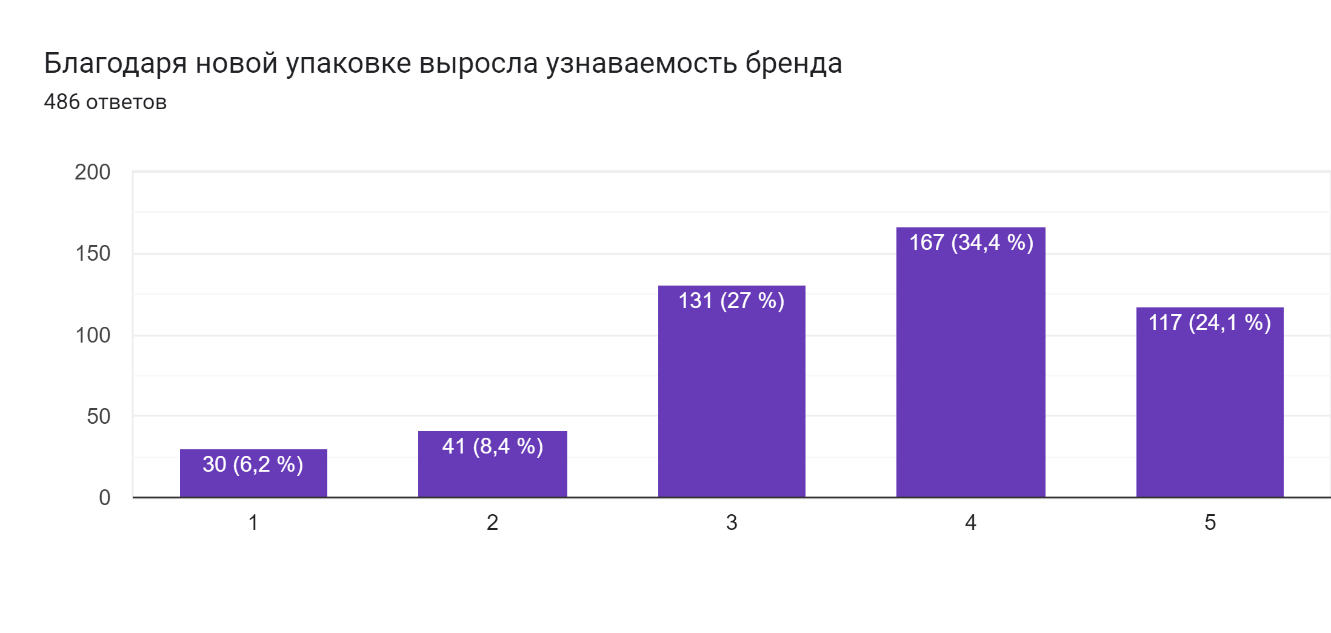 Благодаря новой упаковке выросла узнаваемость бренда
486 ответов
200
150
100
50
0
30 (6,2 %)
41 (8,4 %)
131 (27 %)
167 (34,4 %)
117 (24,1 %)
1
2
3
4
5